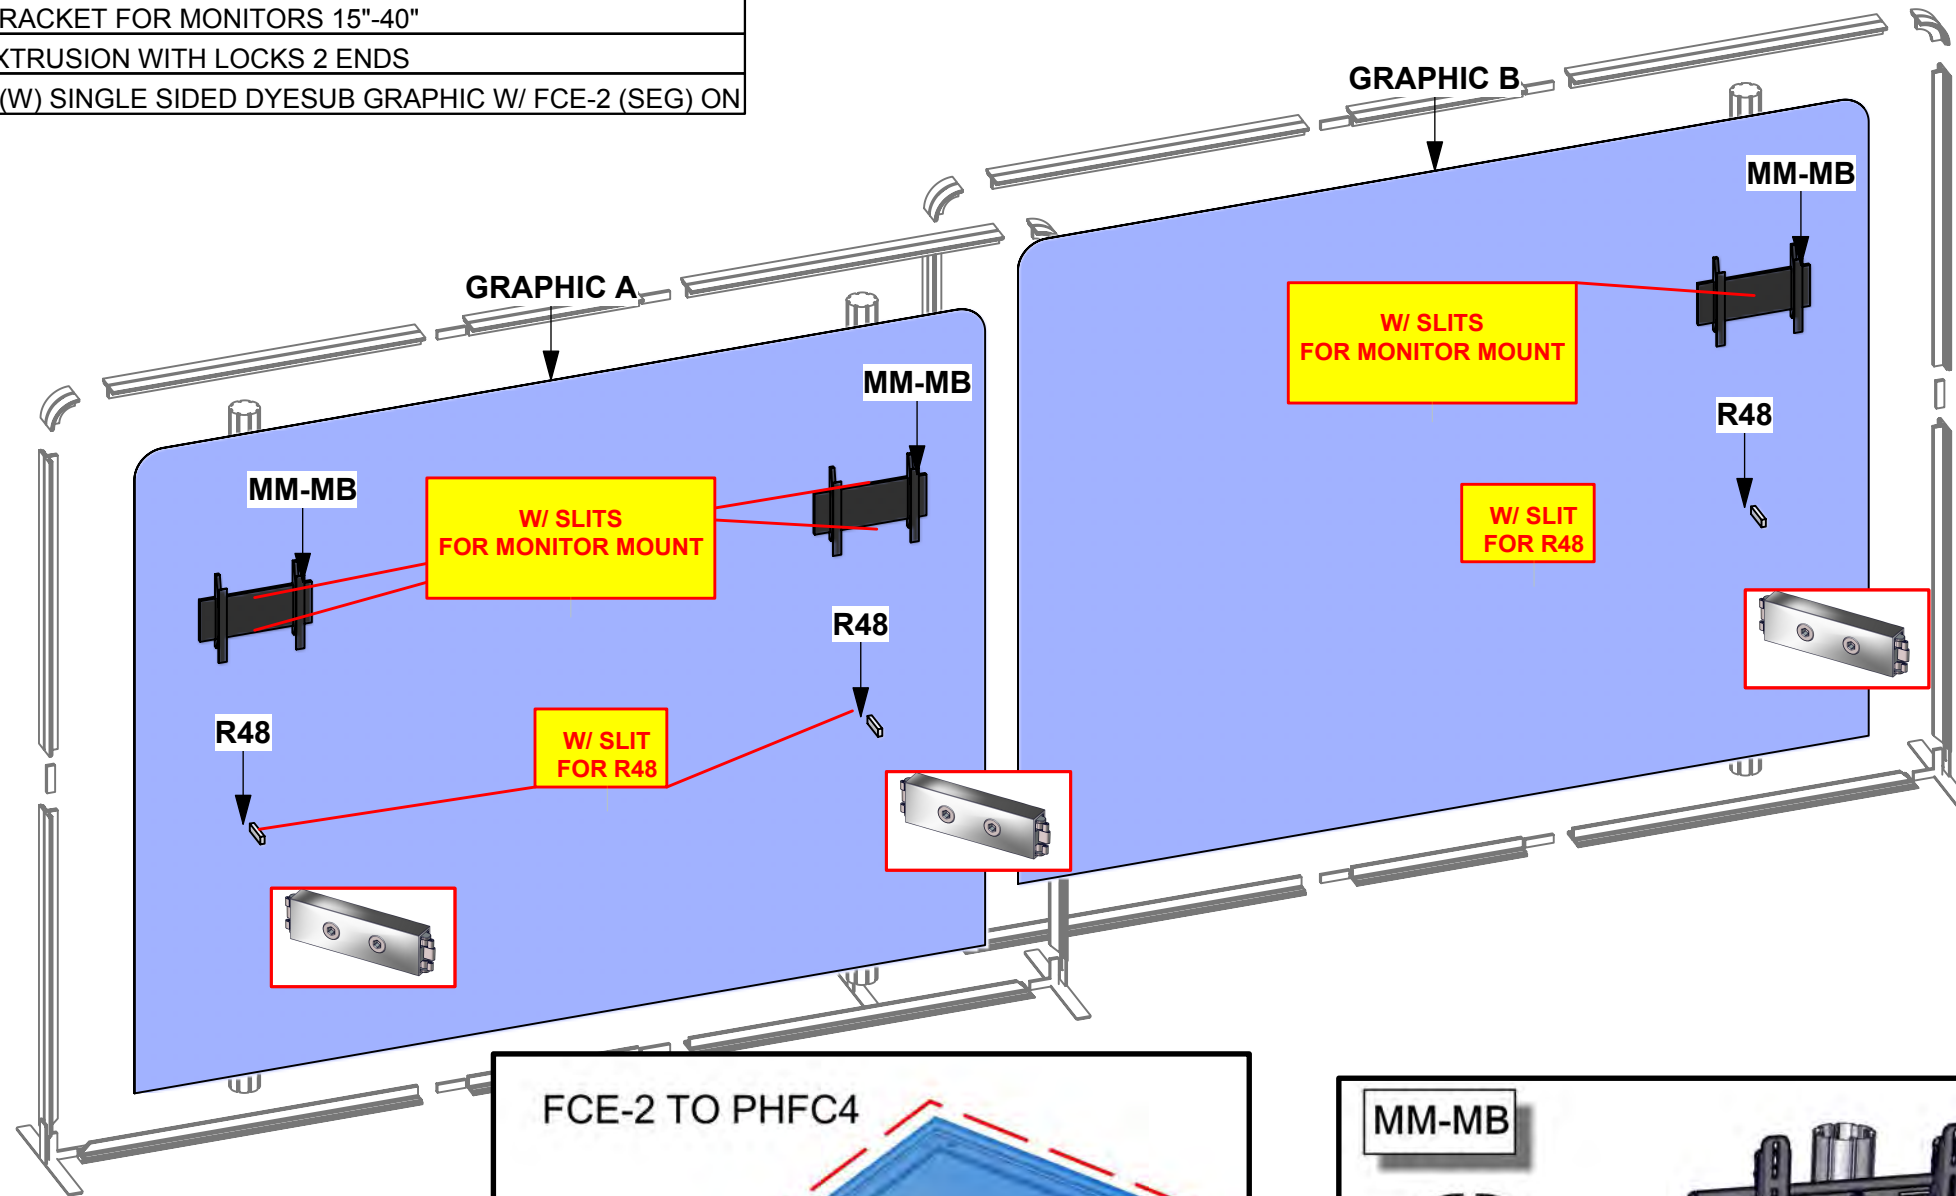 RACKET FOR MONITORS 15"-40"
XTRUSION WITH LOCKS 2 ENDS
(W) SINGLE SIDED DYESUB GRAPHIC W/ FCE-2 (SEG) ON
GRAPHIC B
MM-MB
W/ SLITS
FOR MONITOR MOUNT
R48
W/ SLIT
FOR R48
GRAPHIC A
MM-MB
MM-MB
W/ SLITS
FOR MONITOR MOUNT
R48
R48
W/ SLIT
FOR R48
FCE-2 TO PHFC4
MM-MB